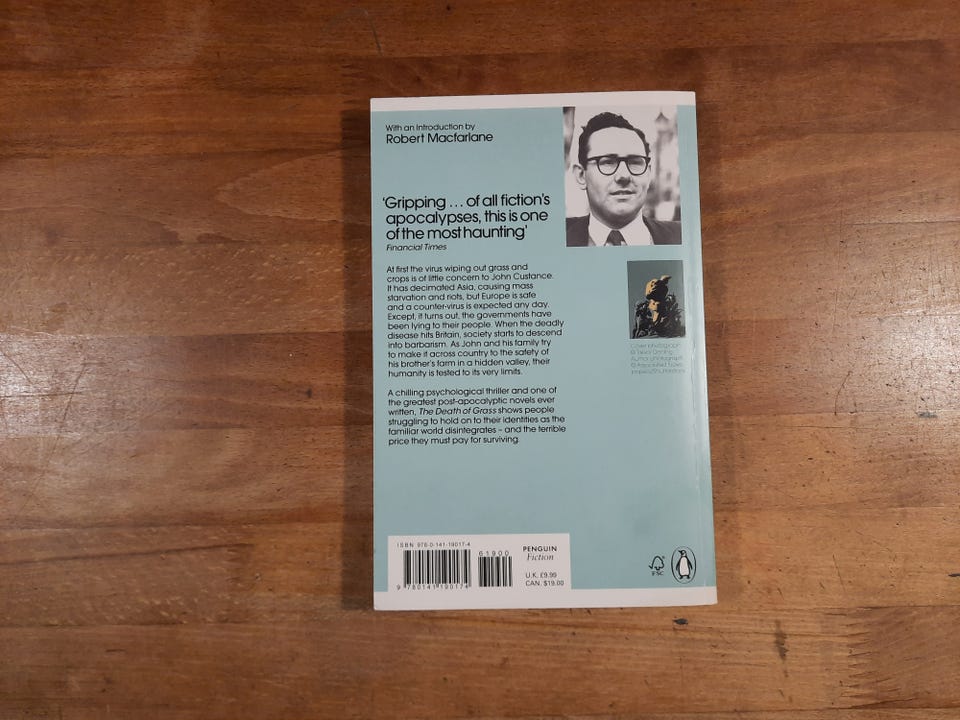 With an Introduction by
Robert Macfarlane
'Gripping ... of all fiction's
apocalypses, this is one
of the most haunting'
Financial Times
At first the virus wiping out grass and
crops is of little concern to John Custance.
It has decimated Asia, causing mass
starvation and riots, but Europe is safe
and a counter-virus is expected any day.
Except, it turns out, the governments have
been lying to their people. When the deadly
disease hits Britain, society starts to descend
into barbarism. As John and his family try
to make it across country to the safety of
his brother's farm in a hidden valley, their
humanity is tested to its very limits.
A chilling psychological thriller and one of
the greatest post-apocalyptic novels ever
written, The Death of Grass shows people
struggling to hold on to their identities as the
familiar world disintegrates – and the terrible
price they must pay for surviving.
Cover photograph
Author photograph
ISBN 978-0-141-19017-4
61900
9 780141 190174
PENGUIN
Fiction
U.K. £9.99
CAN. $19.00
FSC